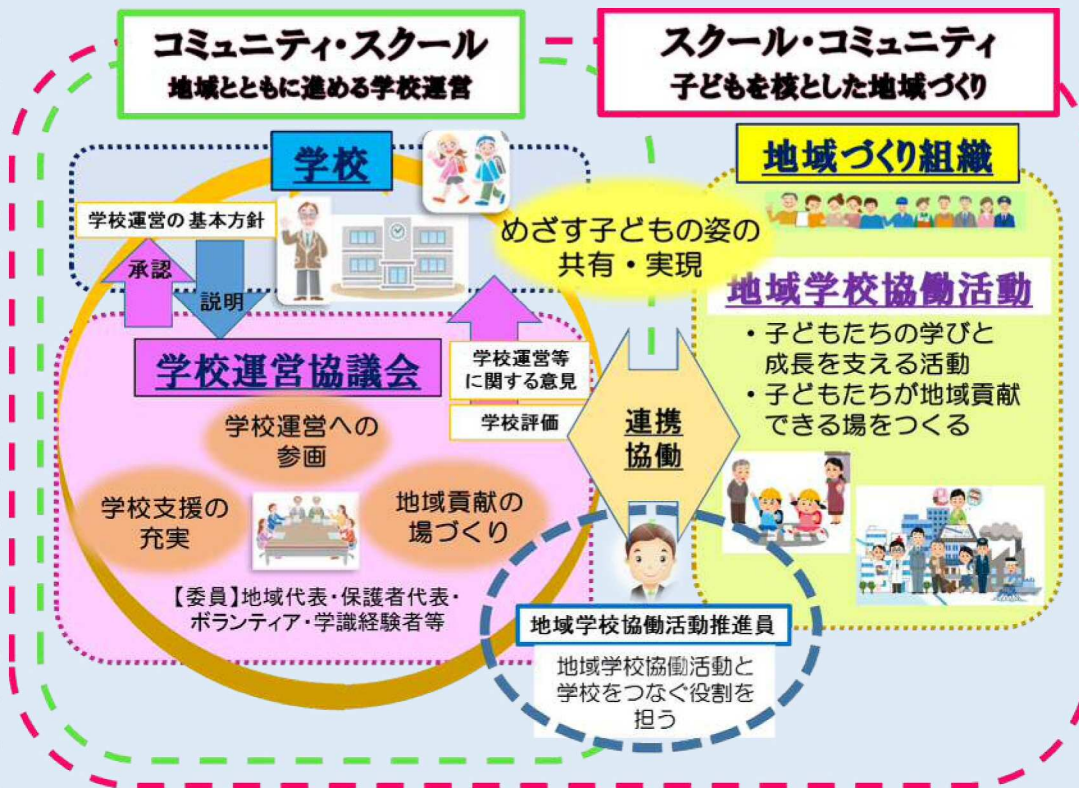 コミュニティ・スクール
地域とともに進める学校運営
スクール・コミュニティ
子どもを核とした地域づくり
学校
学校運営の基本方針
承認
説明
めざす子どもの姿の
共有・実現
地域づくり組織
地域学校協働活動
・子どもたちの学びと
成長を支える活動
・子どもたちが地域貢献
できる場をつくる
学校運営協議会
学校運営等
に関する意見
学校評価
学校運営への
参画
学校支援の
充実
地域貢献の
場づくり
【委員】地域代表・保護者代表・
ボランティア・学識経験者等
連携
協働
地域学校協働活動推進員
地域学校協働活動と
学校をつなぐ役割を
担う